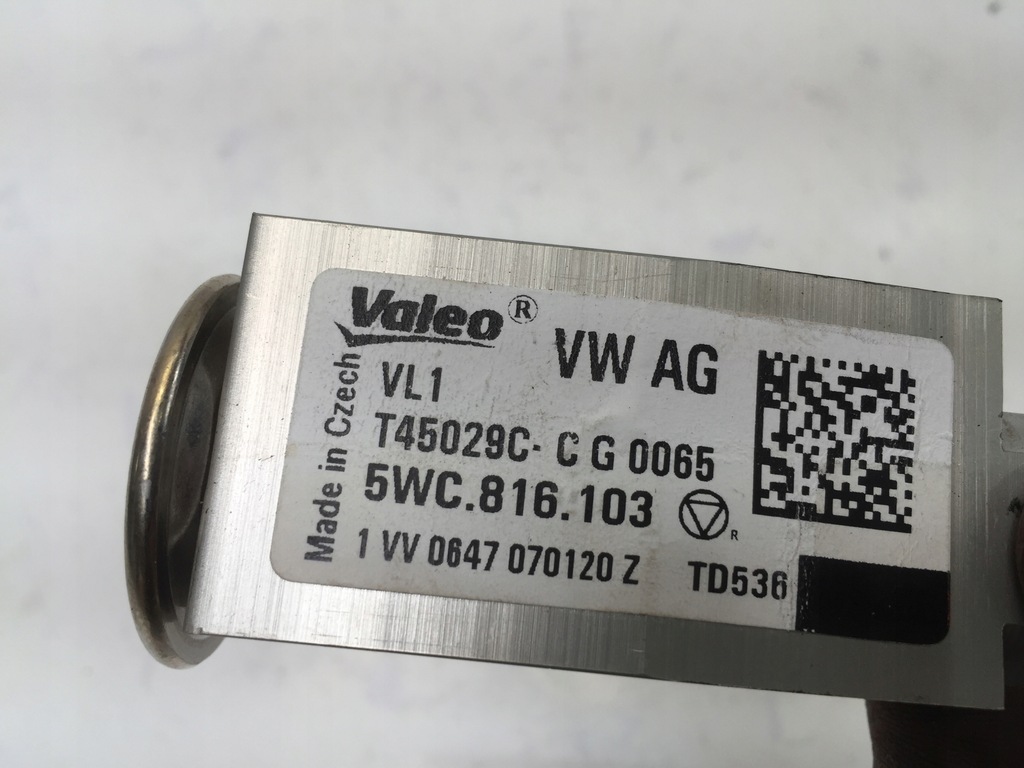 Valeo®
VW AG
Made in Czech
VL1
T45029C- C G 0065
5WC.816.103
R
1 VV 0647 070120 Z
TD536